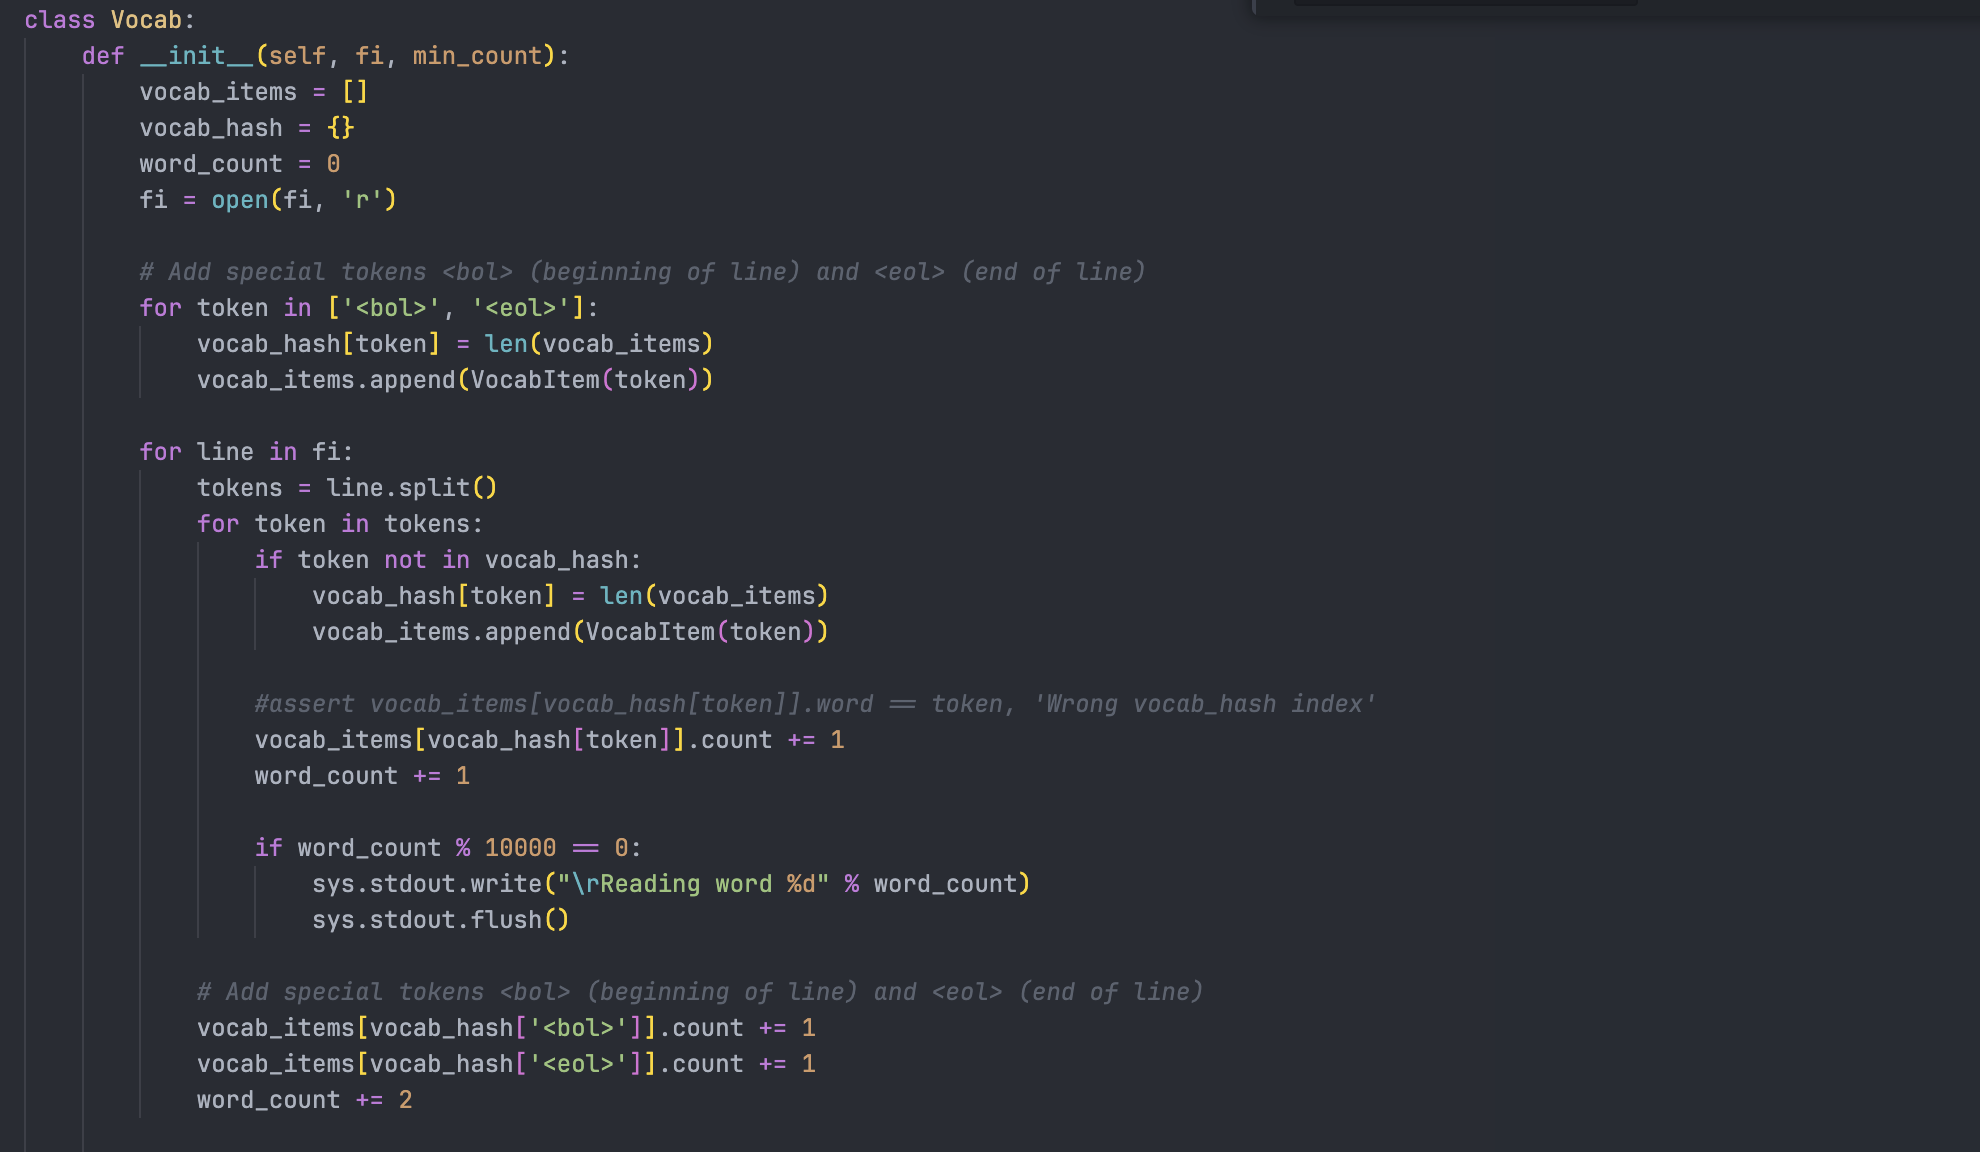 class Vocab:
    def __init__(self, fi, min_count):
        vocab_items = []
        vocab_hash = {}
        word_count = 0
        fi = open(fi, 'r')

        # Add special tokens <bol> (beginning of line) and <eol> (end of line)
        for token in ['<bol>', '<eol>']:
            vocab_hash[token] = len(vocab_items)
            vocab_items.append(VocabItem(token))

        for line in fi:
            tokens = line.split()
            for token in tokens:
                if token not in vocab_hash:
                    vocab_hash[token] = len(vocab_items)
                    vocab_items.append(VocabItem(token))

                #assert vocab_items[vocab_hash[token]].word == token, 'Wrong vocab_hash index'
                vocab_items[vocab_hash[token]].count += 1
                word_count += 1

                if word_count % 10000 == 0:
                    sys.stdout.write("\rReading word %d" % word_count)
                    sys.stdout.flush()

            # Add special tokens <bol> (beginning of line) and <eol> (end of line)
            vocab_items[vocab_hash['<bol>']].count += 1
            vocab_items[vocab_hash['<eol>']].count += 1
            word_count += 2